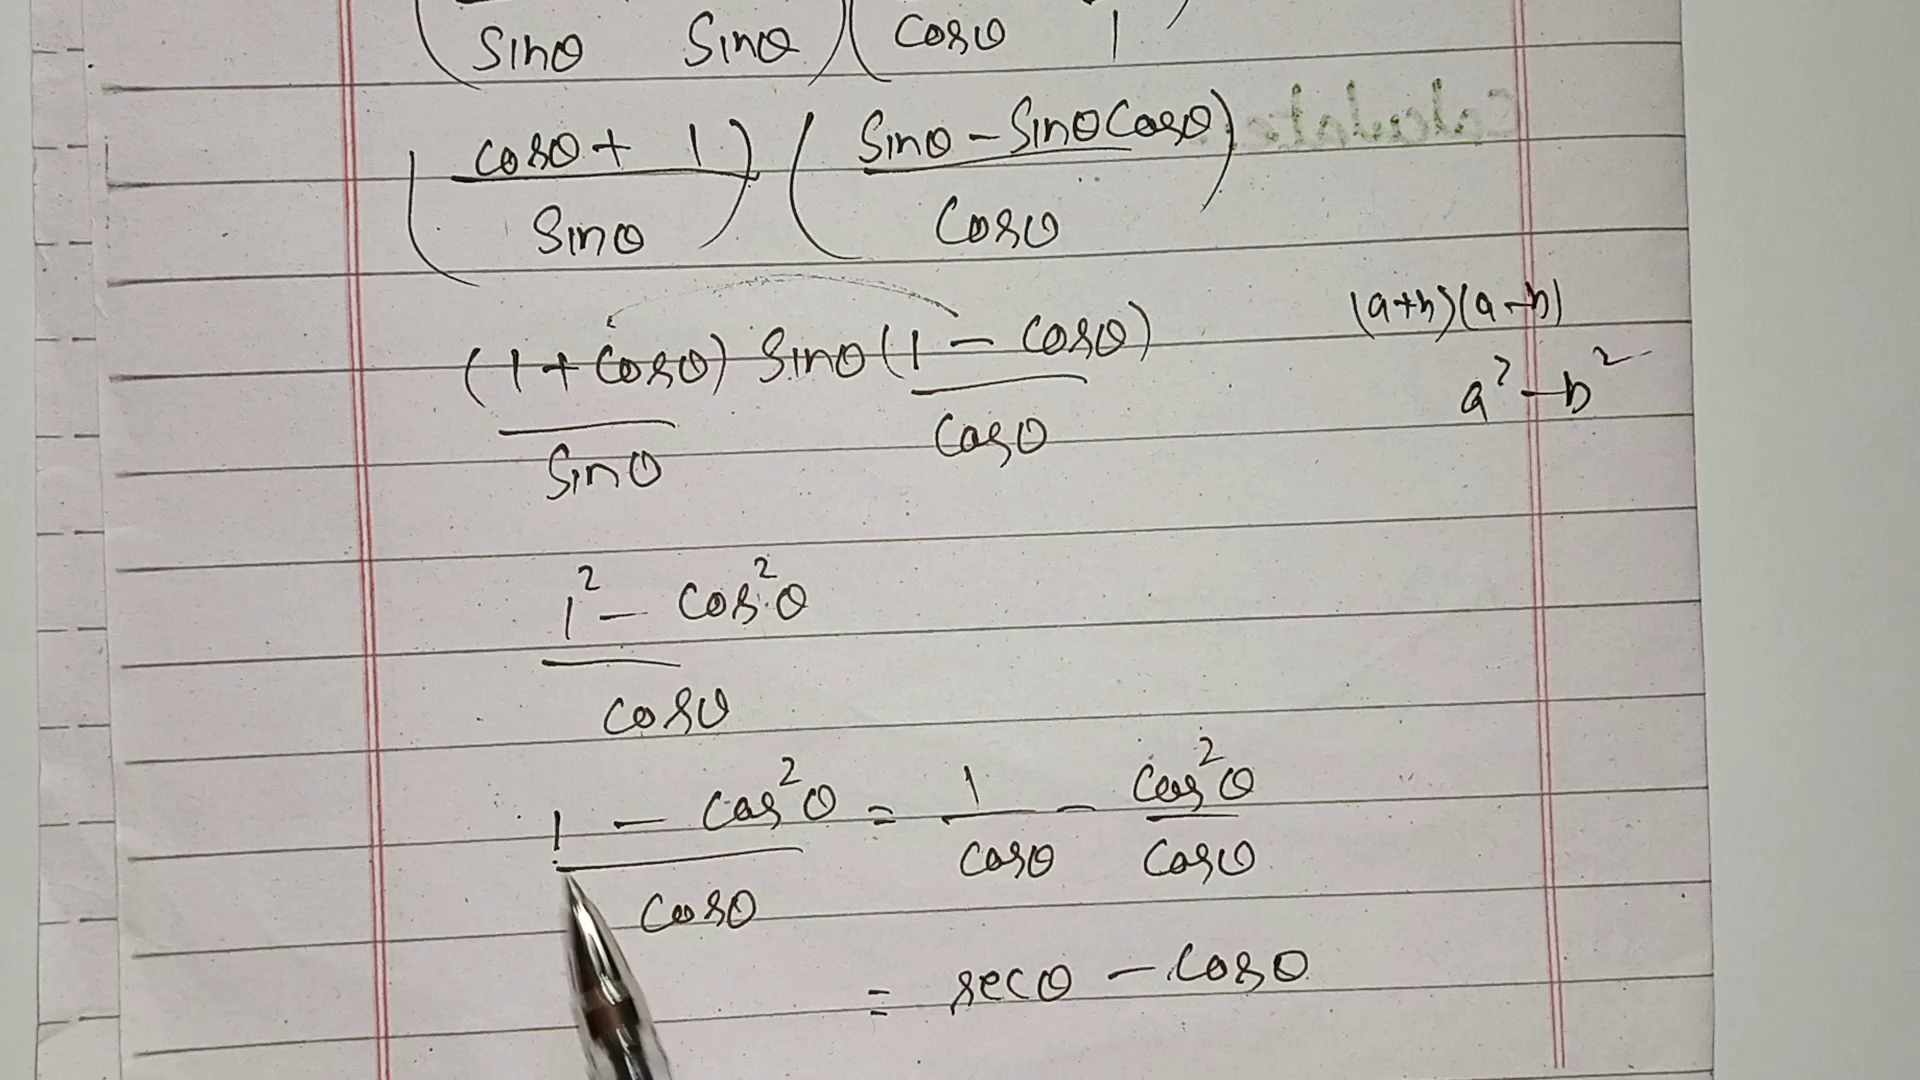 sinθ sinθ cosθ 1
(cosθ + 1) (sinθ - sinθ cosθ)
sinθ cosθ
(1 + cosθ) sinθ (1 - cosθ) (a+b)(a-b)
sinθ cosθ a² - b²
1² - cos²θ
cosθ
1 - cos²θ = 1 - cos²θ
cosθ cosθ cosθ
= secθ - cosθ